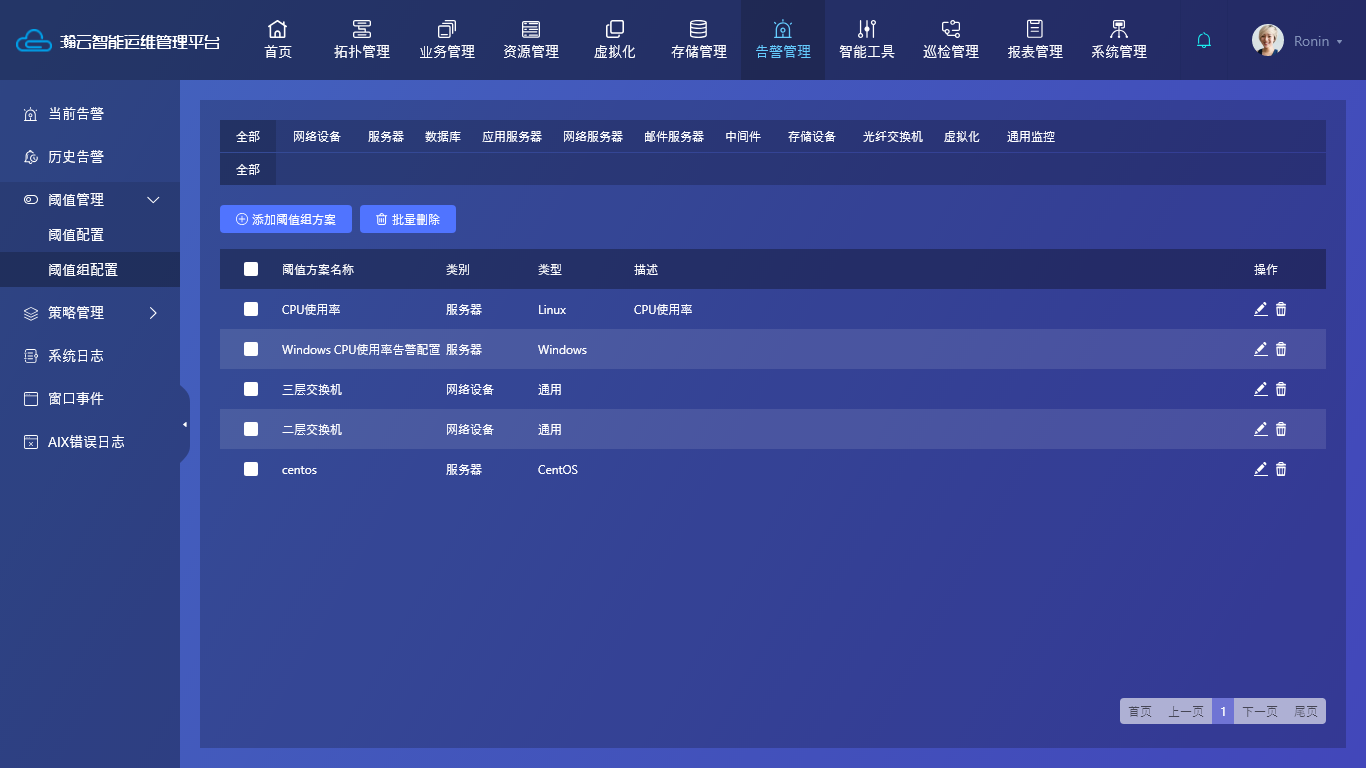 瀚云智能运维管理平台
首页 拓扑管理 业务管理 资源管理 虚拟化 存储管理 告警管理 智能工具 巡检管理 报表管理 系统管理 Ronin
当前告警
历史告警
阈值管理
阈值配置
阈值组配置
策略管理
系统日志
窗口事件
AIX错误日志
全部 网络设备 服务器 数据库 应用服务器 网络服务器 邮件服务器 中间件 存储设备 光纤交换机 虚拟化 通用监控
全部
添加阈值组方案 批量删除
阈值方案名称 类别 类型 描述 操作
CPU使用率 服务器 Linux CPU使用率
Windows CPU使用率告警配置 服务器 Windows
三层交换机 网络设备 通用
二层交换机 网络设备 通用
centos 服务器 CentOS
首页 上一页 1 下一页 尾页